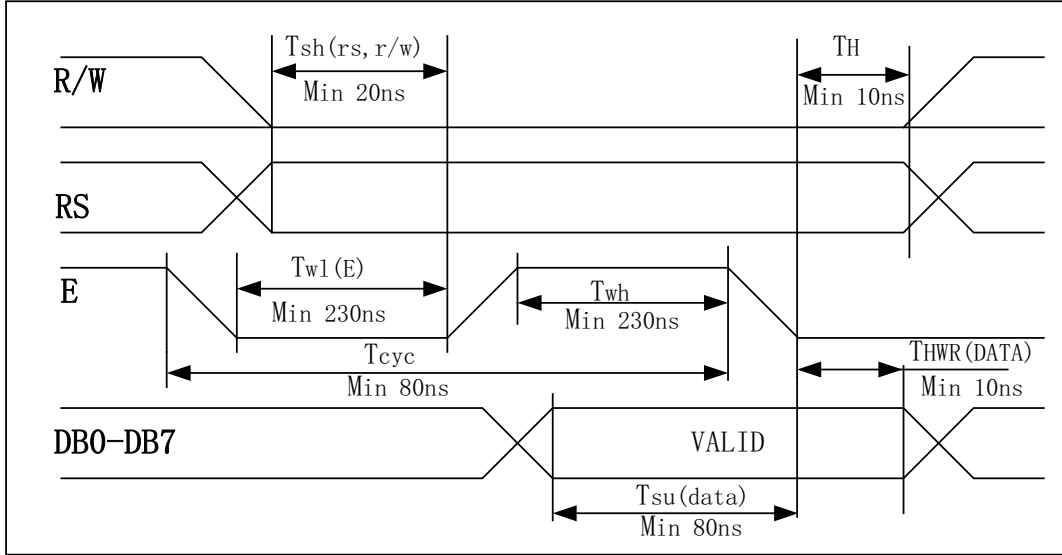 Tsh(rs,r/w)
TH
R/W
Min 20ns
Min 10ns
RS
Twl(E)
E
Twh
Min 230ns
Min 230ns
Tcyc
THWR(DATA)
Min 80ns
Min 10ns
DB0-DB7
VALID
Tsu(data)
Min 80ns